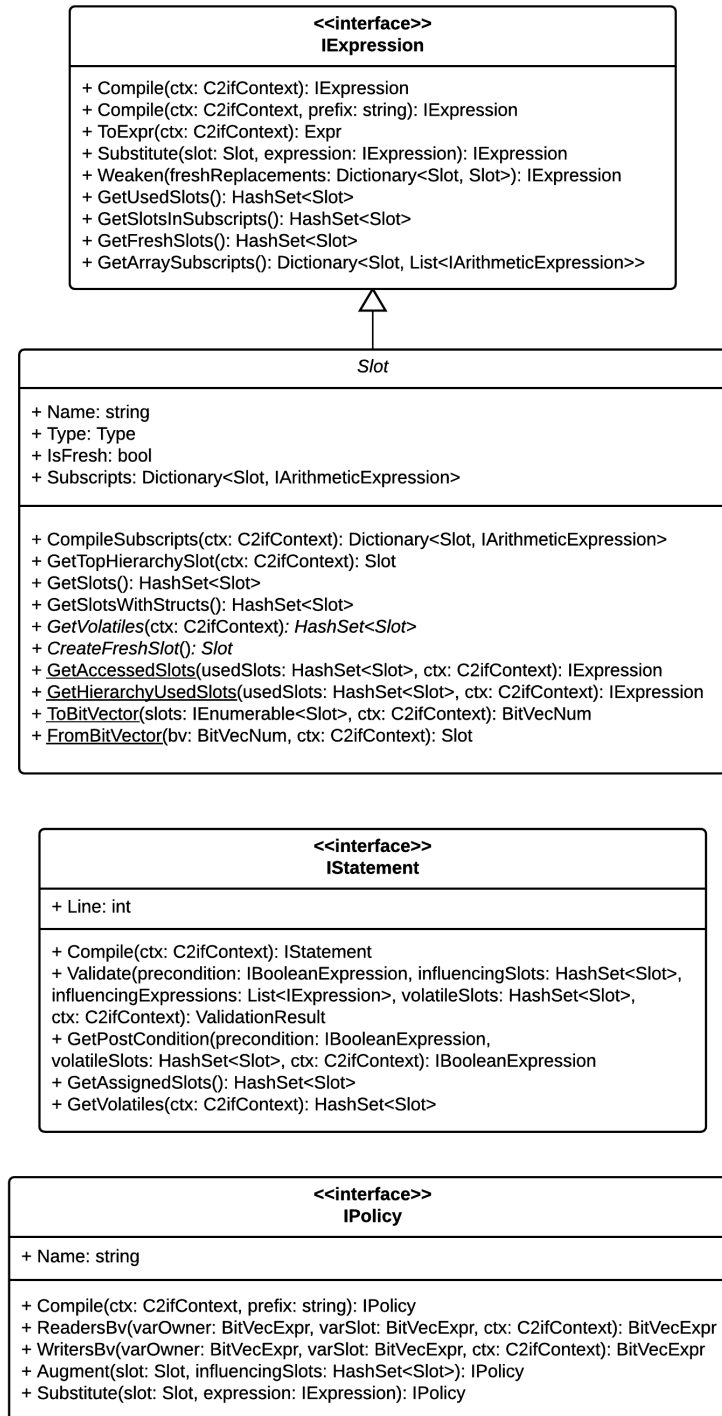 <<interface>>
IExpression
+ Compile(ctx: C2ifContext): IExpression
+ Compile(ctx: C2ifContext, prefix: string): IExpression
+ ToExpr(ctx: C2ifContext): Expr
+ Substitute(slot: Slot, expression: IExpression): IExpression
+ Weaken(freshReplacements: Dictionary<Slot, Slot>): IExpression
+ GetUsedSlots(): HashSet<Slot>
+ GetSlotsInSubscripts(): HashSet<Slot>
+ GetFreshSlots(): HashSet<Slot>
+ GetArraySubscripts(): Dictionary<Slot, List<IArithmeticExpression>>
Slot
+ Name: string
+ Type: Type
+ IsFresh: bool
+ Subscripts: Dictionary<Slot, IArithmeticExpression>
+ CompileSubscripts(ctx: C2ifContext): Dictionary<Slot, IArithmeticExpression>
+ GetTopHierarchySlot(ctx: C2ifContext): Slot
+ GetSlots(): HashSet<Slot>
+ GetSlotsWithStructs(): HashSet<Slot>
+ GetVolatiles(ctx: C2ifContext): HashSet<Slot>
+ CreateFreshSlot(): Slot
+ GetAccessedSlots(usedSlots: HashSet<Slot>, ctx: C2ifContext): IExpression
+ GetHierarchyUsedSlots(usedSlots: HashSet<Slot>, ctx: C2ifContext): IExpression
+ ToBitVector(slots: IEnumerable<Slot>, ctx: C2ifContext): BitVecNum
+ FromBitVector(bv: BitVecNum, ctx: C2ifContext): Slot
<<interface>>
IStatement
+ Line: int
+ Compile(ctx: C2ifContext): IStatement
+ Validate(precondition: IBooleanExpression, influencingSlots: HashSet<Slot>,
influencingExpressions: List<IExpression>, volatileSlots: HashSet<Slot>,
ctx: C2ifContext): ValidationResult
+ GetPostCondition(precondition: IBooleanExpression,
volatileSlots: HashSet<Slot>, ctx: C2ifContext): IBooleanExpression
+ GetAssignedSlots(): HashSet<Slot>
+ GetVolatiles(ctx: C2ifContext): HashSet<Slot>
<<interface>>
IPolicy
+ Name: string
+ Compile(ctx: C2ifContext, prefix: string): IPolicy
+ ReadersBv(varOwner: BitVecExpr, varSlot: BitVecExpr, ctx: C2ifContext): BitVecExpr
+ WritersBv(varOwner: BitVecExpr, varSlot: BitVecExpr, ctx: C2ifContext): BitVecExpr
+ Augment(slot: Slot, influencingSlots: HashSet<Slot>): IPolicy
+ Substitute(slot: Slot, expression: IExpression): IPolicy